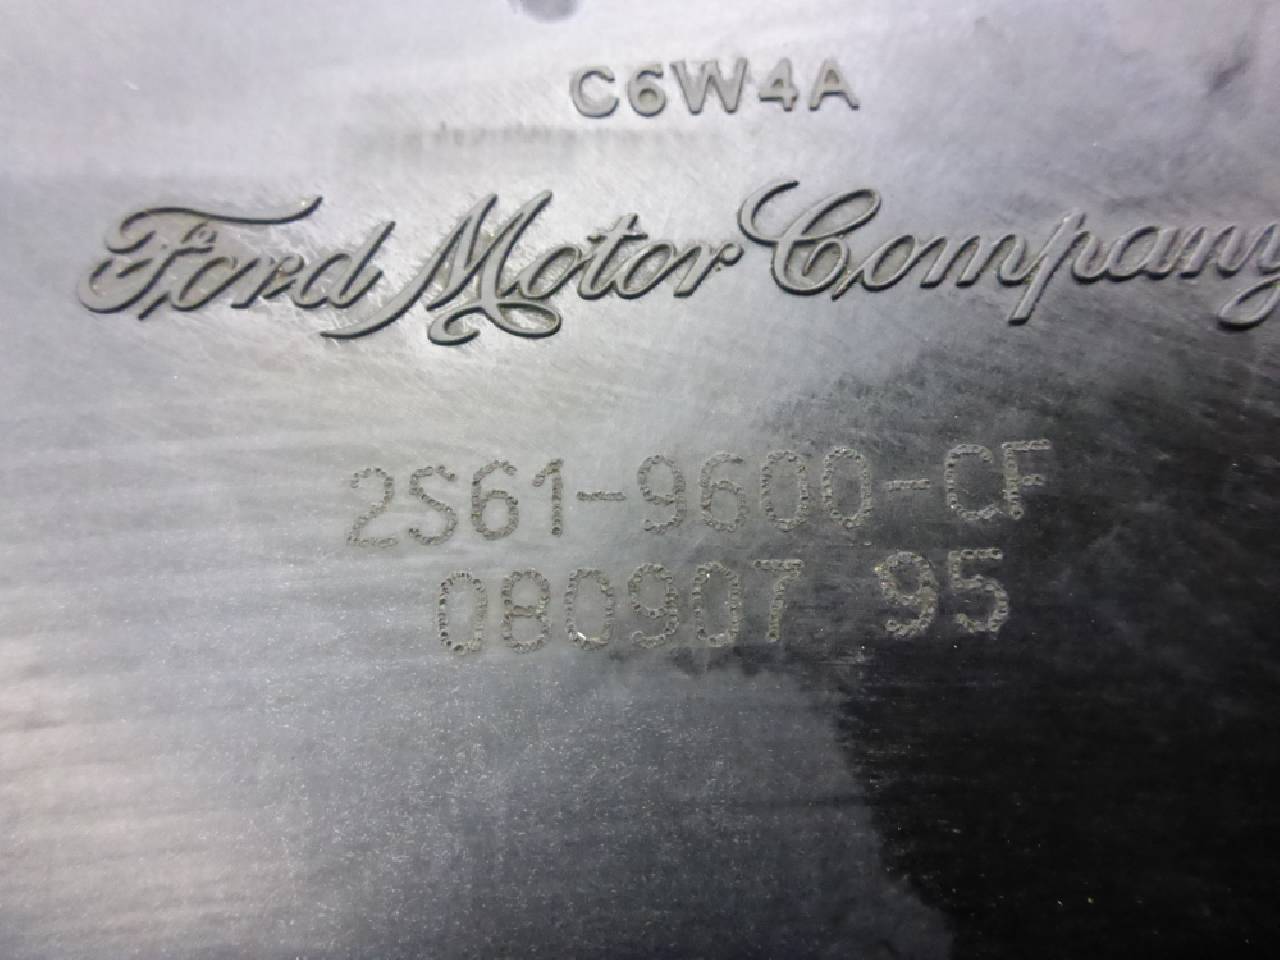 C6W4A
Ford Motor Company
2S61-9600-CF
080907 95